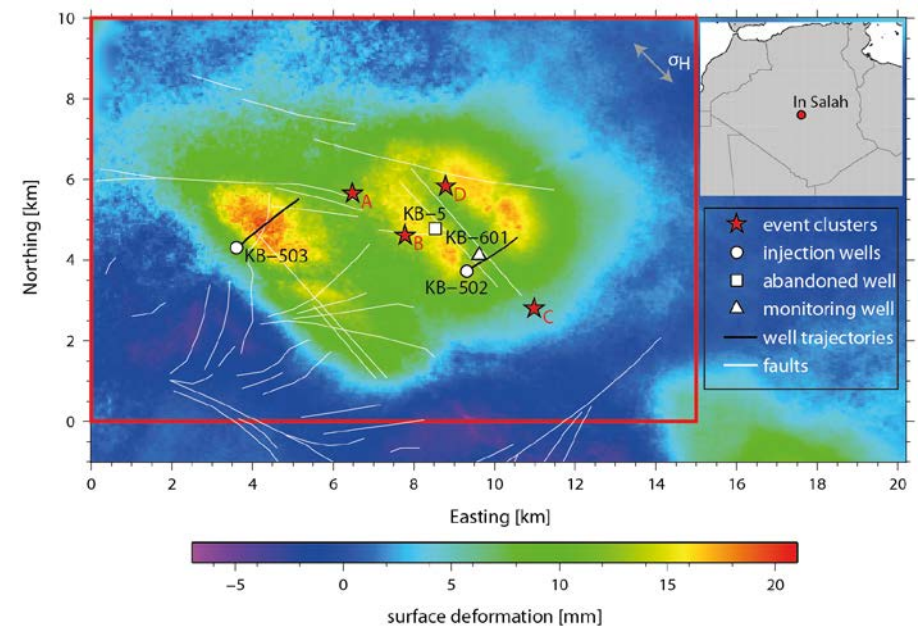 10
8
6
4
2
0
Northing [km]
0
2
4
6
8
10
12
14
16
18
20
Easting [km]
σH
A
D
KB-5
B
KB-601
KB-503
KB-502
C
In Salah
event clusters
injection wells
abandoned well
monitoring well
well trajectories
faults
−5
0
5
10
15
20
surface deformation [mm]